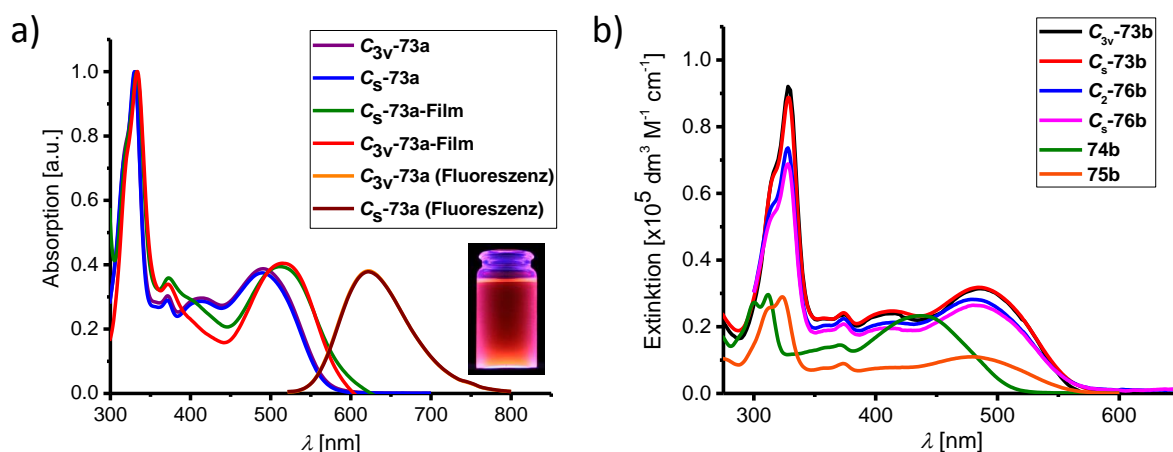 a)
C3v-73a
Cs-73a
Cs-73a-Film
C3v-73a-Film
C3v-73a (Fluoreszenz)
Cs-73a (Fluoreszenz)
Absorption [a.u.]
1.0
0.8
0.6
0.4
0.2
0.0
300 400 500 600 700 800
λ [nm]
b)
C3v-73b
Cs-73b
C2-76b
Cs-76b
74b
75b
Extinktion [x10^5 dm^3 M^-1 cm^-1]
1.0
0.8
0.6
0.4
0.2
0.0
300 400 500 600
λ [nm]